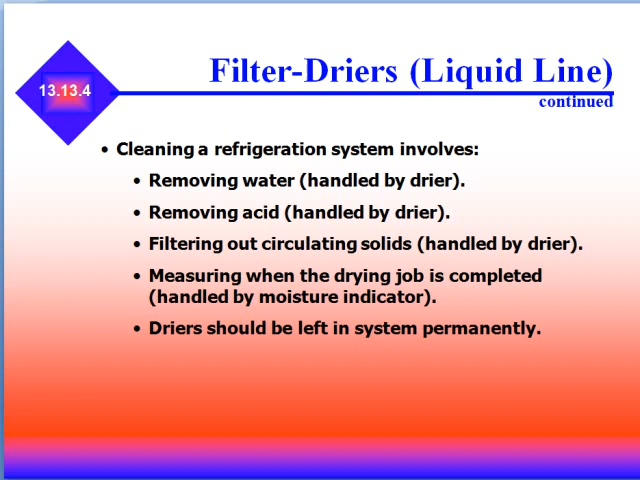 13.13.4
Filter-Driers (Liquid Line)
continued
• Cleaning a refrigeration system involves:
• Removing water (handled by drier).
• Removing acid (handled by drier).
• Filtering out circulating solids (handled by drier).
• Measuring when the drying job is completed
(handled by moisture indicator).
• Driers should be left in system permanently.